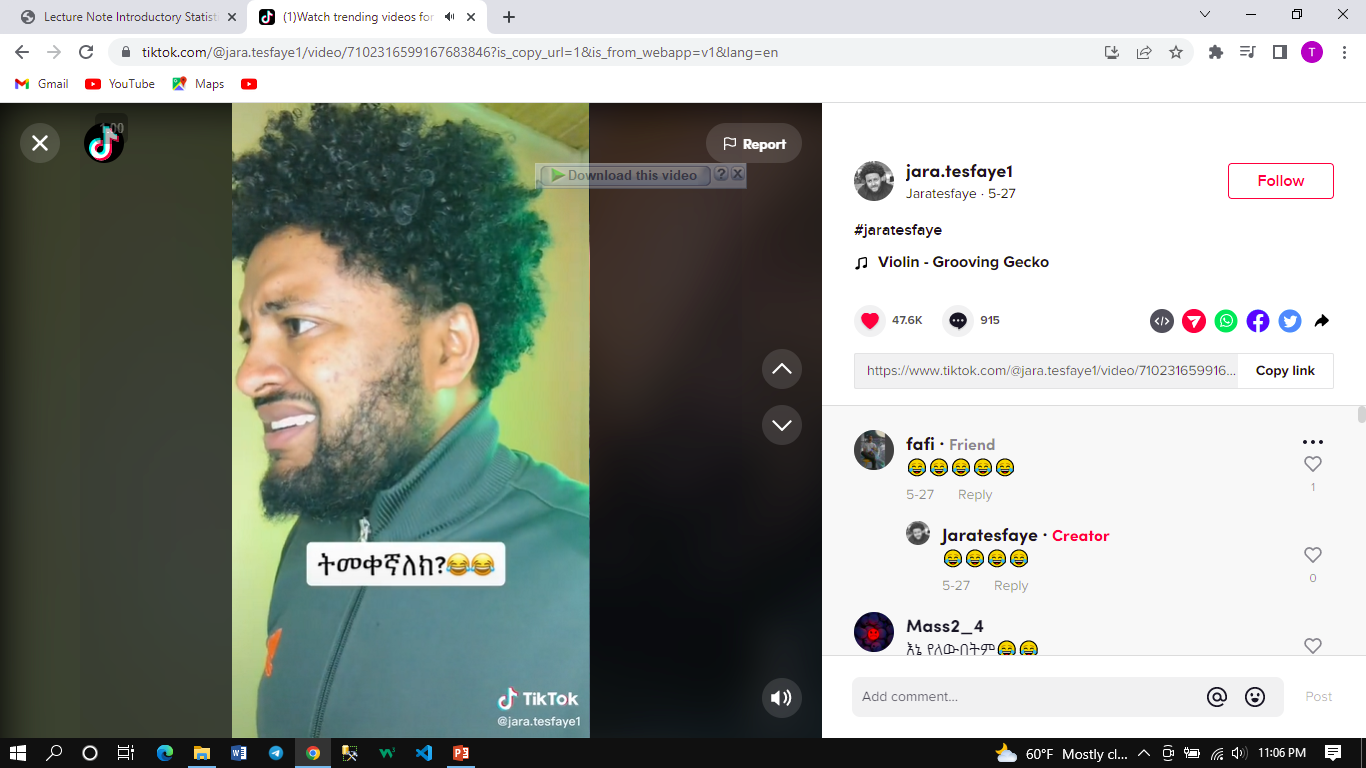 Lecture Note Introductory Statist
(1)Watch trending videos for
tiktok.com/@jara.tesfaye1/video/7102316599167683846?is_copy_url=1&is_from_webapp=v1&lang=en
T
Gmail
YouTube
Maps
1.00
Report
Download this video
?
ትመቀኛለክ?😂😂
TikTok
@jara.tesfaye1
jara.tesfaye1
Jaratesfaye · 5-27
Follow
#jaratesfaye
Violin - Grooving Gecko
47.6K
915
https://www.tiktok.com/@jara.tesfaye1/video/710231659916...
Copy link
fafi · Friend
😂😂😂😂😂
5-27 Reply
1
Jaratesfaye · Creator
😂😂😂😂
5-27 Reply
0
Mass2_4
እኔ የለውበትም😂😂
Add comment...
Post
60°F Mostly cl...
11:06 PM